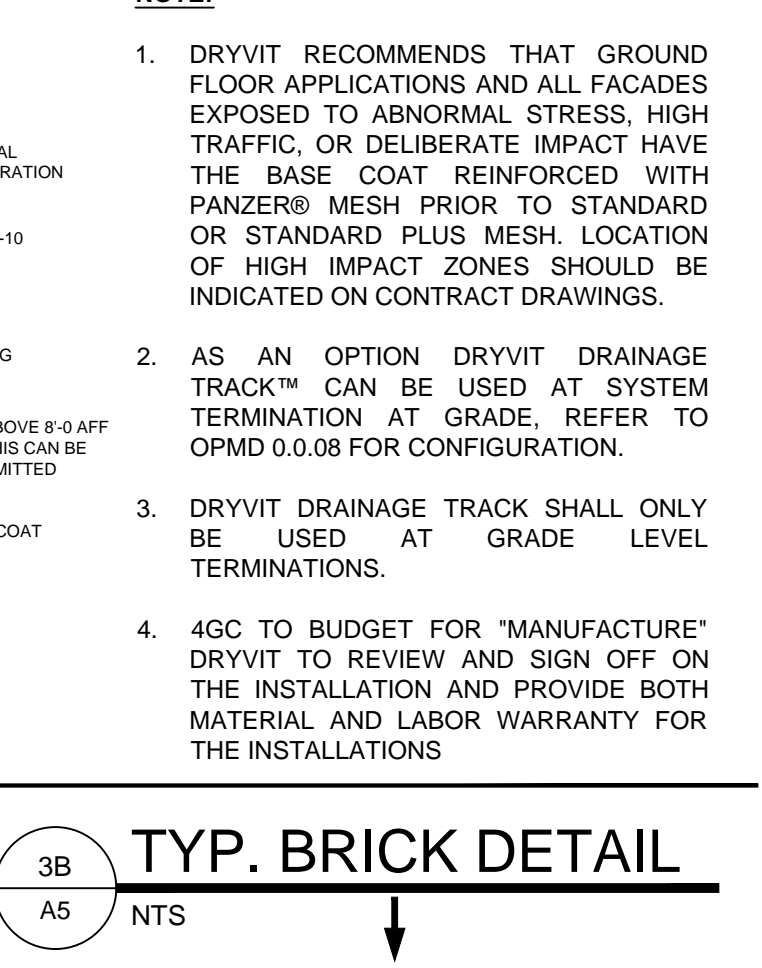 NOTE:
1. DRYVIT RECOMMENDS THAT GROUND
FLOOR APPLICATIONS AND ALL FACADES
EXPOSED TO ABNORMAL STRESS, HIGH
TRAFFIC, OR DELIBERATE IMPACT HAVE
THE BASE COAT REINFORCED WITH
PANZER® MESH PRIOR TO STANDARD
OR STANDARD PLUS MESH. LOCATION
OF HIGH IMPACT ZONES SHOULD BE
INDICATED ON CONTRACT DRAWINGS.
2. AS AN OPTION DRYVIT DRAINAGE
TRACK™ CAN BE USED AT SYSTEM
TERMINATION AT GRADE, REFER TO
OPMD 0.0.08 FOR CONFIGURATION.
3. DRYVIT DRAINAGE TRACK SHALL ONLY
BE USED AT GRADE LEVEL
TERMINATIONS.
4. 4GC TO BUDGET FOR "MANUFACTURE"
DRYVIT TO REVIEW AND SIGN OFF ON
THE INSTALLATION AND PROVIDE BOTH
MATERIAL AND LABOR WARRANTY FOR
THE INSTALLATIONS
AL
RATION
-10
G
BOVE 8'-0 AFF
HIS CAN BE
MITTED
COAT
3B
A5
TYP. BRICK DETAIL
NTS